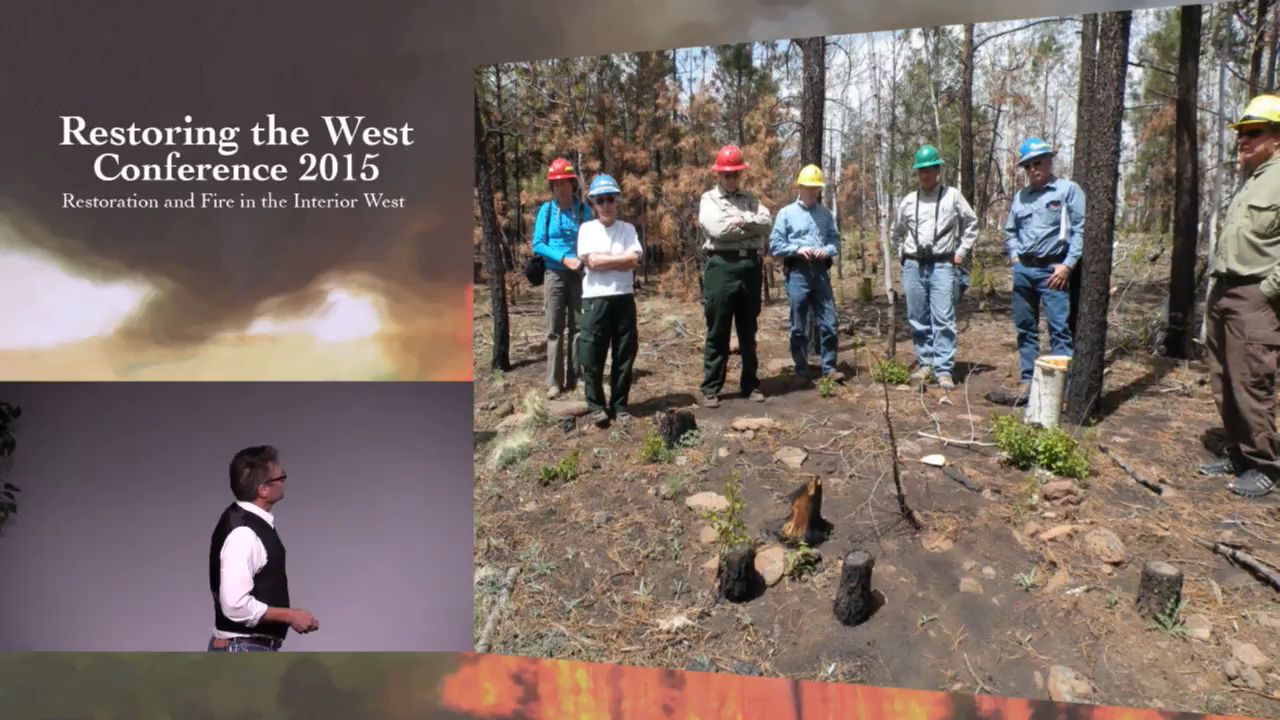 Restoring the West
Conference 2015
Restoration and Fire in the Interior West